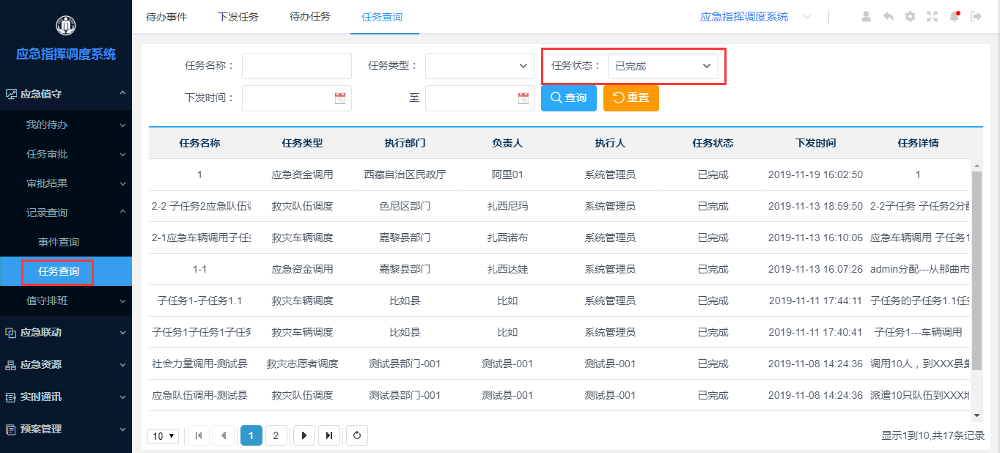 应急指挥调度系统
应急值守
我的待办
任务审批
审批结果
记录查询
事件查询
任务查询
值守排班
应急联动
应急资源
实时通讯
预案管理
待办事件 下发任务 待办任务 任务查询 应急指挥调度系统
任务名称： 任务类型： 任务状态： 已完成
下发时间： 至 查询 重置
任务名称 任务类型 执行部门 负责人 执行人 任务状态 下发时间 任务详情
1 应急资金调用 西藏自治区民政厅 阿里01 系统管理员 已完成 2019-11-19 16:02:50 1
2-2 子任务2应急队伍 救灾队伍调度 色尼区部门 扎西尼玛 系统管理员 已完成 2019-11-13 18:59:50 2-2子任务 子任务2分
2-1应急车辆调用子任 救灾车辆调度 嘉黎县部门 扎西诺布 系统管理员 已完成 2019-11-13 16:10:06 应急车辆调用 子任务1
1-1 应急资金调用 嘉黎县部门 扎西达娃 系统管理员 已完成 2019-11-13 16:07:26 admin分配---从那曲市
子任务1-子任务1.1 救灾车辆调度 比如县 比如 系统管理员 已完成 2019-11-11 17:44:11 子任务的子任务1.1任
子任务1子任务1子任务 救灾车辆调度 比如县 比如 系统管理员 已完成 2019-11-11 17:40:41 子任务1---车辆调用
社会力量调用-测试县 救灾志愿者调度 测试县部门-001 测试县-001 测试县-001 已完成 2019-11-08 14:24:36 调用10人，到XXX县
应急队伍调用-测试县 救灾队伍调度 测试县部门-001 测试县-001 测试县-001 已完成 2019-11-08 14:24:36 派遣10只队伍到XXX
10 1 2 显示1到10,共17条记录